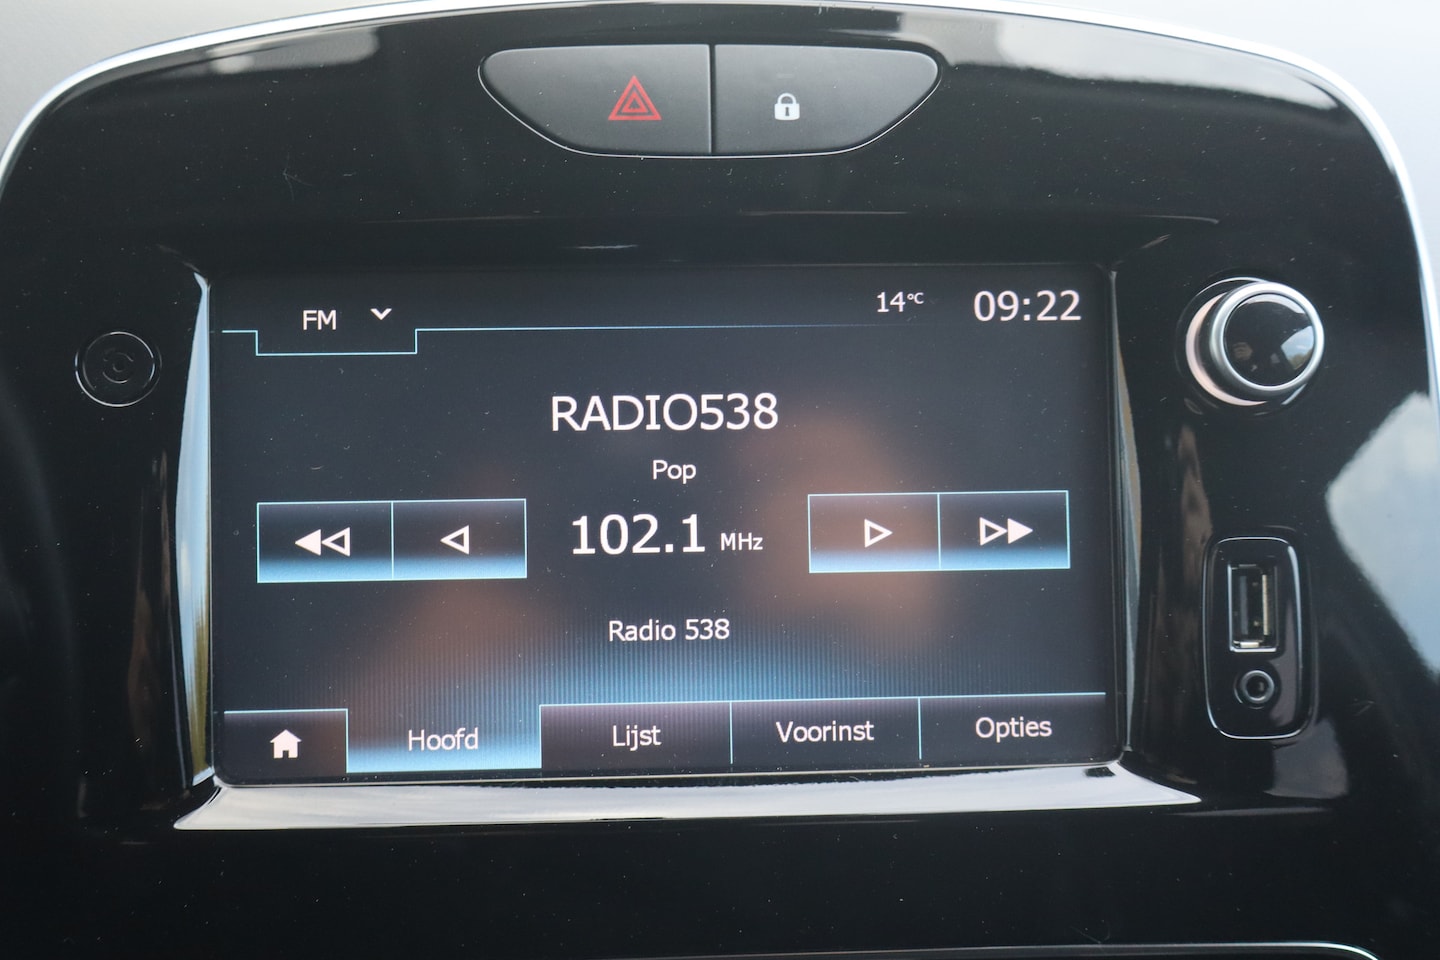 FM
14°C 09:22
RADIO538
Pop
102.1 MHz
Radio 538
Hoofd Lijst Voorinst Opties